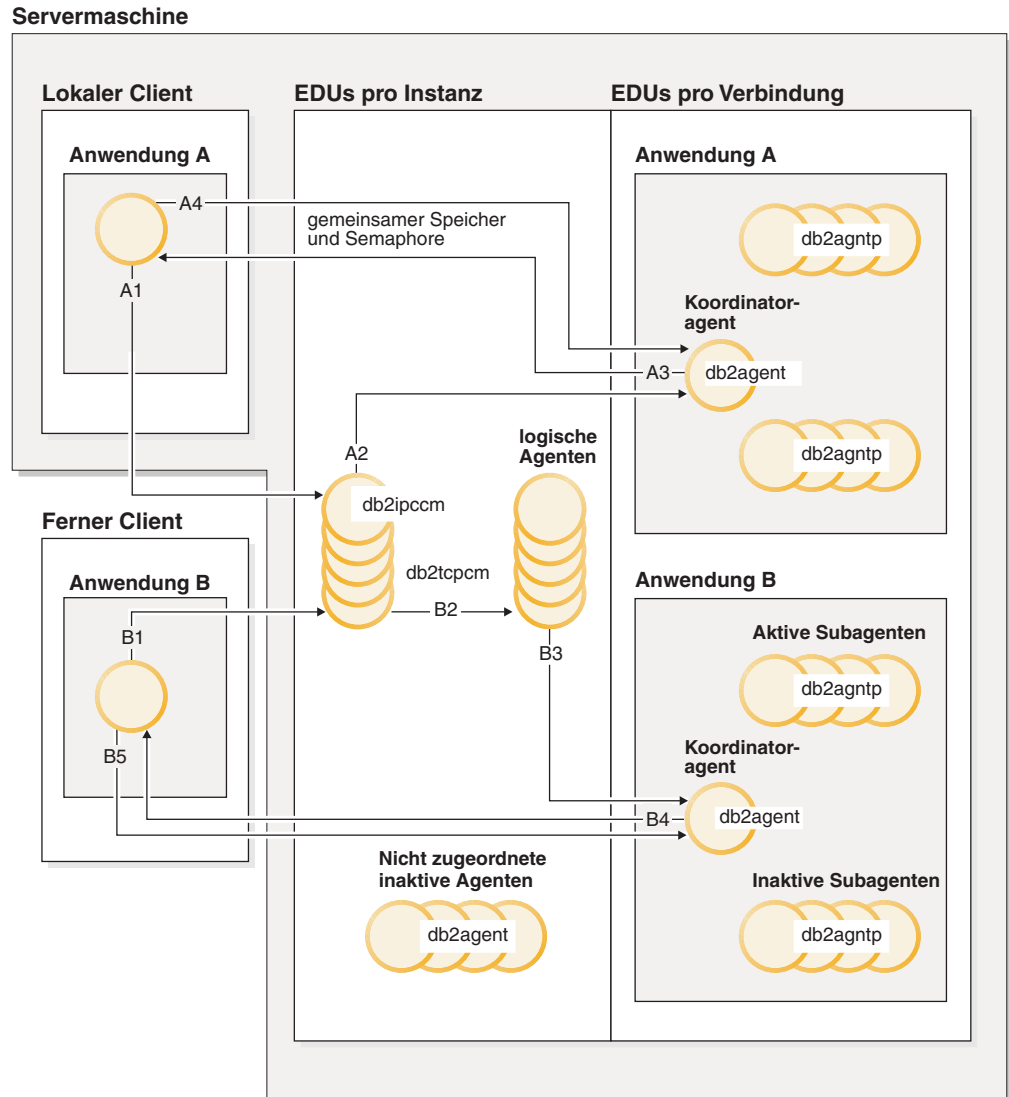 Servermaschine
Lokaler Client
EDUs pro Instanz
EDUs pro Verbindung
Anwendung A
Anwendung A
A4
gemeinsamer Speicher
und Semaphore
db2agntp
A1
Koordinator-
agent
A3
db2agent
A2
logische
Agenten
db2agntp
db2ipccm
Ferner Client
db2tcpcm
Anwendung B
Anwendung B
B1
B2
B3
Aktive Subagenten
db2agntp
B5
Koordinator-
agent
B4
db2agent
Nicht zugeordnete
inaktive Agenten
db2agent
Inaktive Subagenten
db2agntp